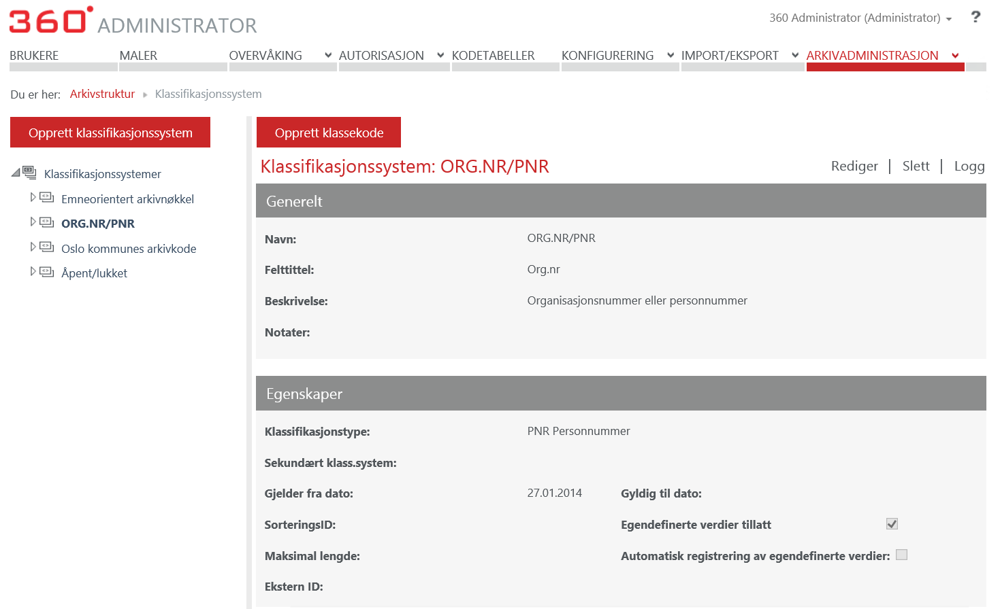 360° ADMINISTRATOR
360 Administrator (Administrator) ?
BRUKERE MALER OVERVÅKING AUTORISASJON KODETABELLER KONFIGURERING IMPORT/EKSPORT ARKIVADMINISTRASJON
Du er her: Arkivstruktur Klassifikasjonssystem
Opprett klassifikasjonssystem
Klassifikasjonssystemer
Emneorientert arkivnøkkel
ORG.NR/PNR
Oslo kommunes arkivkode
Åpent/lukket
Opprett klassekode
Klassifikasjonssystem: ORG.NR/PNR
Rediger | Slett | Logg
Generelt
Navn: ORG.NR/PNR
Felttittel: Org.nr
Beskrivelse: Organisasjonsnummer eller personnummer
Notater:
Egenskaper
Klassifikasjonstype: PNR Personnummer
Sekundært klass.system:
Gjelder fra dato: 27.01.2014 Gyldig til dato:
SorteringsID: Egendefinerte verdier tillatt
Maksimal lengde: Automatisk registrering av egendefinerte verdier:
Ekstern ID: